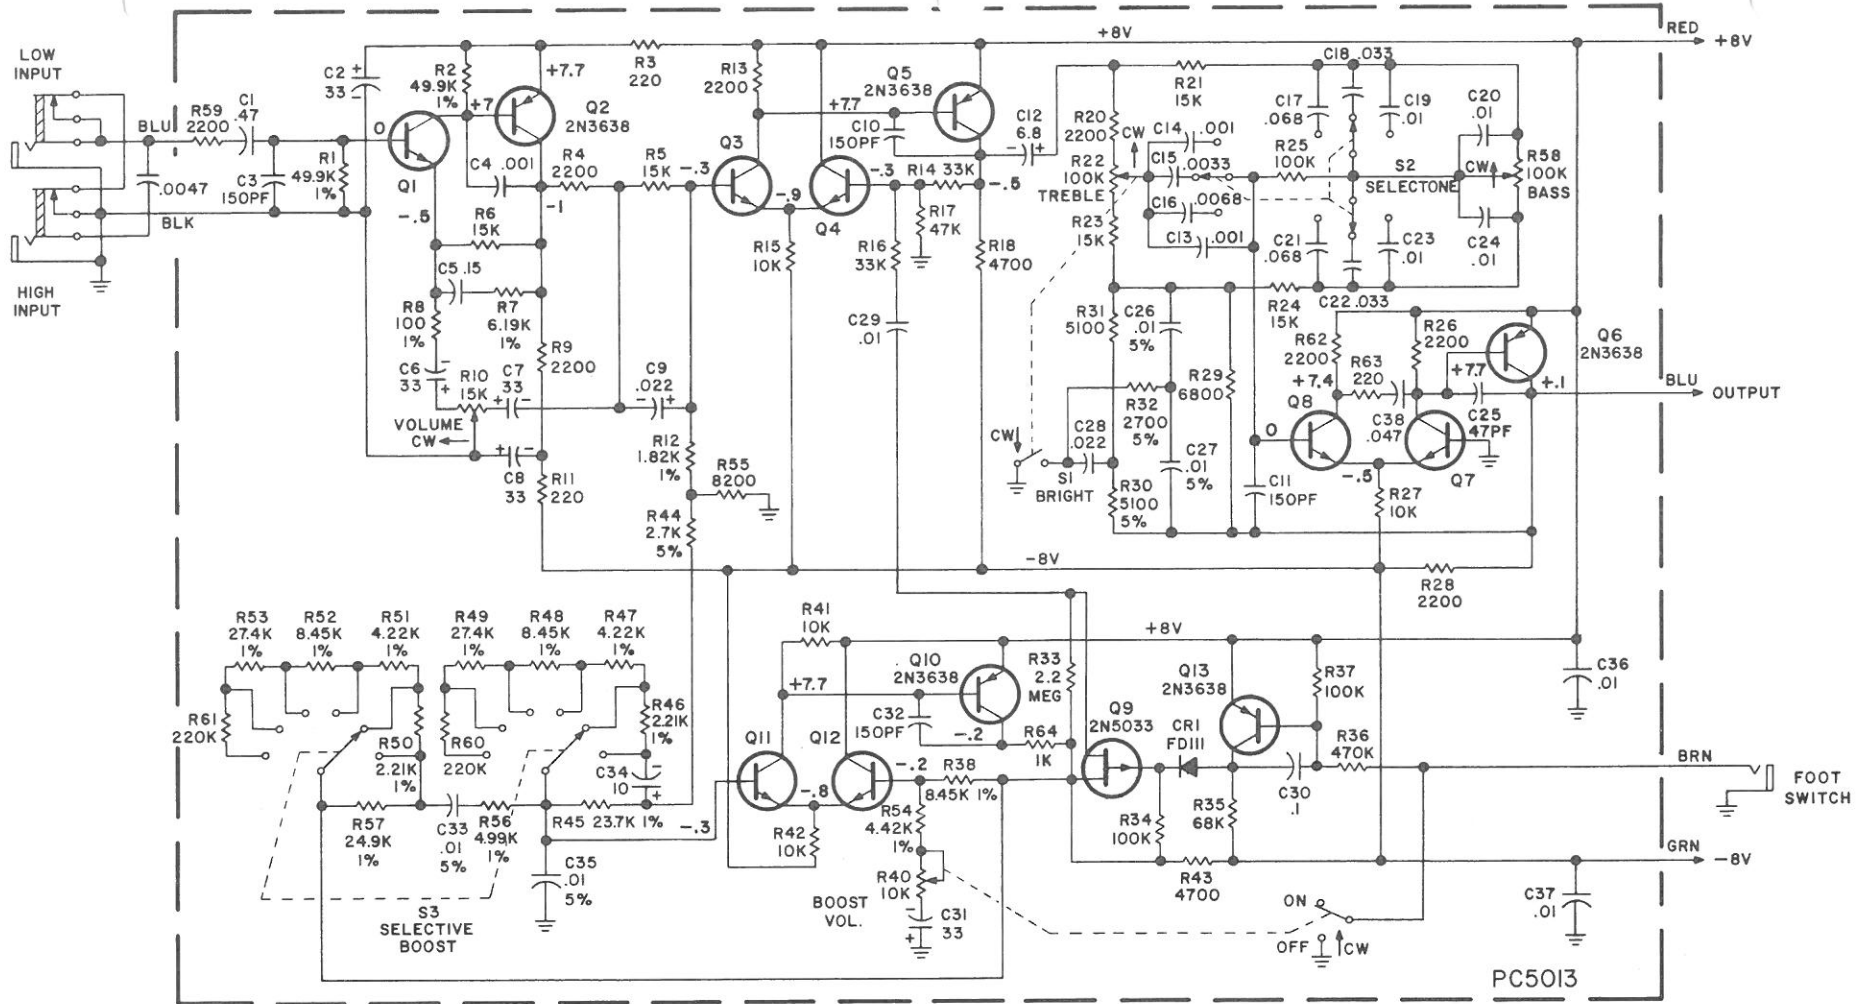 LOW
INPUT
HIGH
INPUT
BLU
BLK
R59
2200
C1
.47
.0047
C3
150PF
R1
49.9K
1%
C2
33
+
−
0
Q1
-.5
R2
49.9K
1%
+7
+7.7
Q2
2N3638
C4 .001
R4
2200
-1
R6
15K
C5 .15
R7
6.19K
1%
R8
100
1%
C6
33
R10
15K
VOLUME
CW
C7
33
C8
33
R9
2200
R11
220
R3
220
R5
15K
-.3
C9
.022
R12
1.82K
1%
R55
8200
R44
2.7K
5%
R13
2200
Q3
+7.7
-.9
Q4
R15
10K
C10
150PF
Q5
2N3638
-.3
R14 33K
-.5
R16
33K
R17
47K
R18
4700
C29
.01
C12
6.8
+8V
R20
2200
R22
100K
TREBLE
CW
R23
15K
R21
15K
C14
.001
C15
.0033
C16
.0068
C13
.001
R25
100K
C17
.068
C18 .033
C19
.01
C20
.01
S2
SELECTONE
CW
R58
100K
BASS
C21
.068
C22 .033
C23
.01
C24
.01
R24
15K
R31
5100
C26
.01
5%
R29
6800
R32
2700
5%
C28
.022
C27
.01
5%
CW
S1
BRIGHT
R30
5100
5%
C11
150PF
R62
2200
+7.4
R63
220
R26
2200
Q6
2N3638
+7.7
+.1
Q8
0
C38
.047
C25
47PF
Q7
-.5
R27
10K
R28
2200
RED
+8V
BLU
OUTPUT
-8V
R53
27.4K
1%
R52
8.45K
1%
R51
4.22K
1%
R49
27.4K
1%
R48
8.45K
1%
R47
4.22K
1%
R61
220K
R50
2.21K
1%
R60
220K
R46
2.21K
1%
C34
10
R57
24.9K
1%
C33
.01
5%
R56
4.99K
1%
R45 23.7K 1%
-.3
C35
.01
5%
S3
SELECTIVE
BOOST
R41
10K
+8V
+7.7
Q10
2N3638
C32
150PF
-.2
R33
2.2
MEG
R64
1K
Q11
Q12
-.8
-.2
R38
8.45K 1%
R42
10K
R54
4.42K
1%
R40
10K
BOOST
VOL.
C31
33
Q9
2N5033
Q13
2N3638
CR1
FD111
R37
100K
R36
470K
R34
100K
R35
68K
C30
.1
R43
4700
ON
OFF
CW
C36
.01
C37
.01
BRN
FOOT
SWITCH
GRN
-8V
PC5013